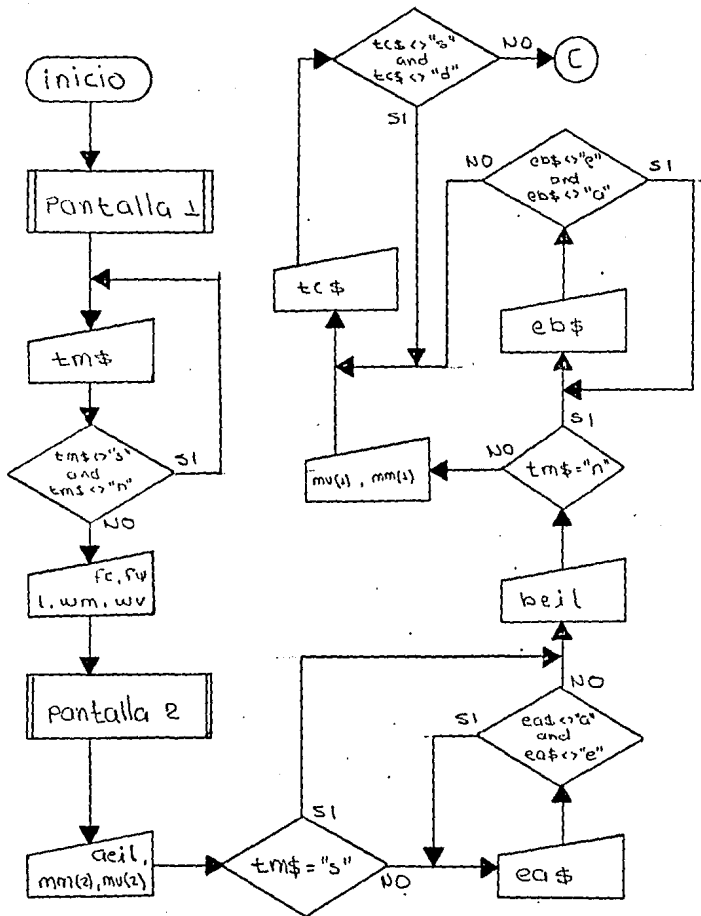 inicio
Pantalla 1
tm$
tm$<>"s"
and
tm$<>"n"
SI
NO
fc, fy
l, wm, wv
Pantalla 2
aeil,
mm(2), mv(2)
tm$="s"
SI
NO
ea$
ea$<>"a"
and
ea$<>"e"
SI
NO
beil
tm$="n"
NO
SI
mv(1), mm(1)
eb$
eb$<>"e"
and
eb$<>"a"
NO
SI
tc$
tc$<>"s"
and
tc$<>"d"
SI
NO
C